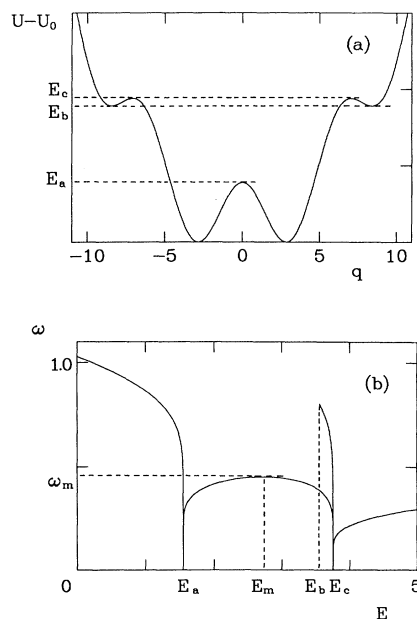 U−U₀
(a)
E_c
E_b
E_a
−10 −5 0 5 10
q
ω
(b)
1.0
ω_m
0 E_a E_m E_b E_c 5
E